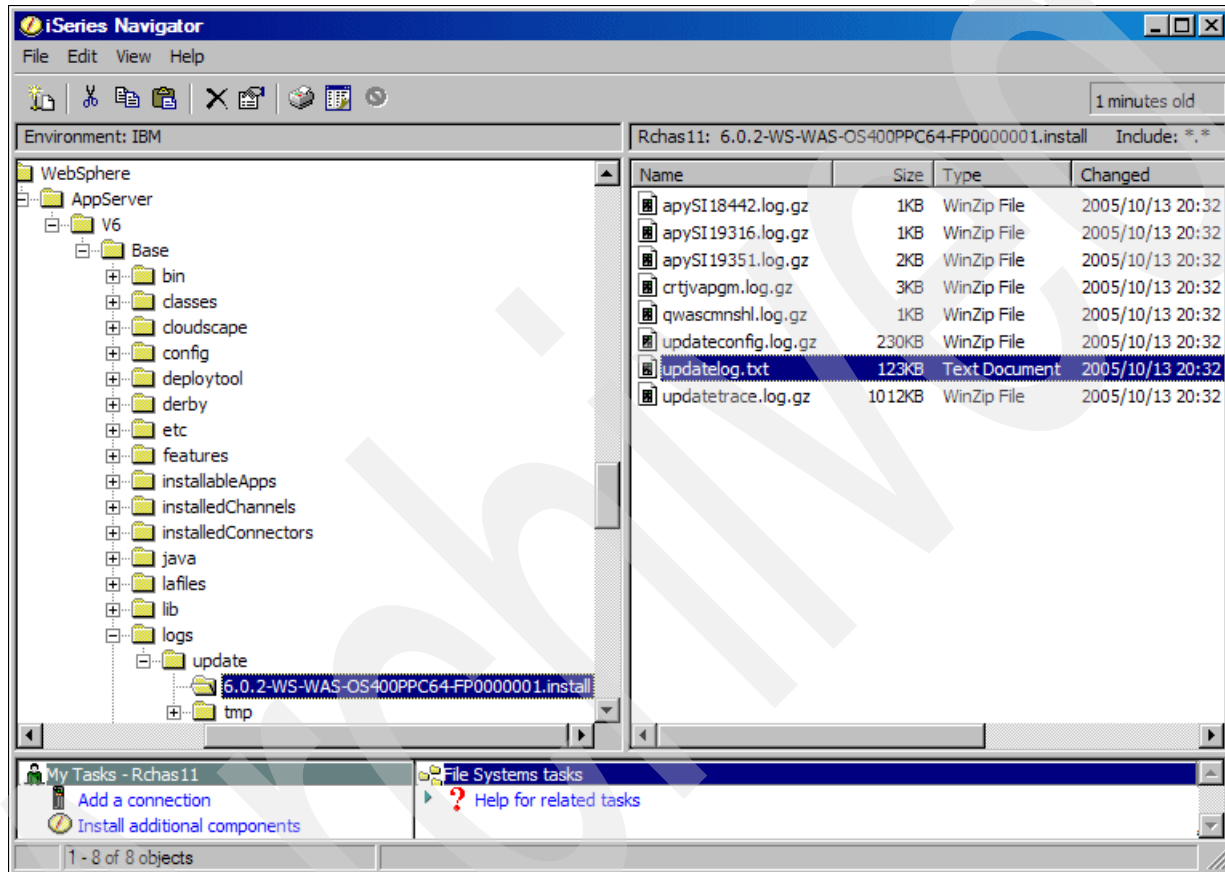 iSeries Navigator
File Edit View Help
1 minutes old
Environment: IBM
Rchas11: 6.0.2-WS-WAS-OS400PPC64-FP0000001.install Include: *.*
WebSphere
AppServer
V6
Base
bin
classes
cloudscape
config
deploytool
derby
etc
features
installableApps
installedChannels
installedConnectors
java
lafiles
lib
logs
update
6.0.2-WS-WAS-OS400PPC64-FP0000001.install
tmp
Name Size Type Changed
apySI18442.log.gz 1KB WinZip File 2005/10/13 20:32
apySI19316.log.gz 1KB WinZip File 2005/10/13 20:32
apySI19351.log.gz 2KB WinZip File 2005/10/13 20:32
crtjvapgm.log.gz 3KB WinZip File 2005/10/13 20:32
qwascmnshl.log.gz 1KB WinZip File 2005/10/13 20:32
updateconfig.log.gz 230KB WinZip File 2005/10/13 20:32
updatelog.txt 123KB Text Document 2005/10/13 20:32
updatetrace.log.gz 1012KB WinZip File 2005/10/13 20:32
My Tasks - Rchas11
Add a connection
Install additional components
File Systems tasks
? Help for related tasks
1 - 8 of 8 objects